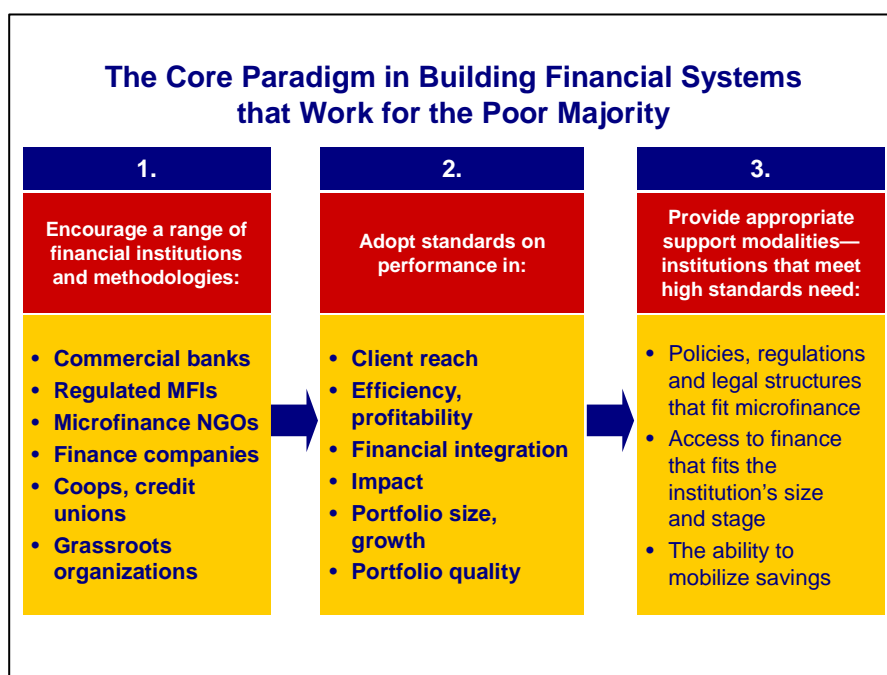 The Core Paradigm in Building Financial Systems
that Work for the Poor Majority
1.
Encourage a range of
financial institutions
and methodologies:
• Commercial banks
• Regulated MFIs
• Microfinance NGOs
• Finance companies
• Coops, credit
unions
• Grassroots
organizations
2.
Adopt standards on
performance in:
• Client reach
• Efficiency,
profitability
• Financial integration
• Impact
• Portfolio size,
growth
• Portfolio quality
3.
Provide appropriate
support modalities—
institutions that meet
high standards need:
• Policies, regulations
and legal structures
that fit microfinance
• Access to finance
that fits the
institution’s size
and stage
• The ability to
mobilize savings